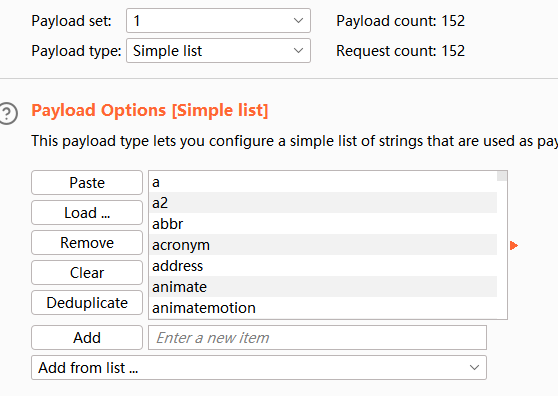 Payload set: 1 Payload count: 152
Payload type: Simple list Request count: 152
Payload Options [Simple list]
This payload type lets you configure a simple list of strings that are used as pay
Paste
Load ...
Remove
Clear
Deduplicate
a
a2
abbr
acronym
address
animate
animatemotion
Add Enter a new item
Add from list ...